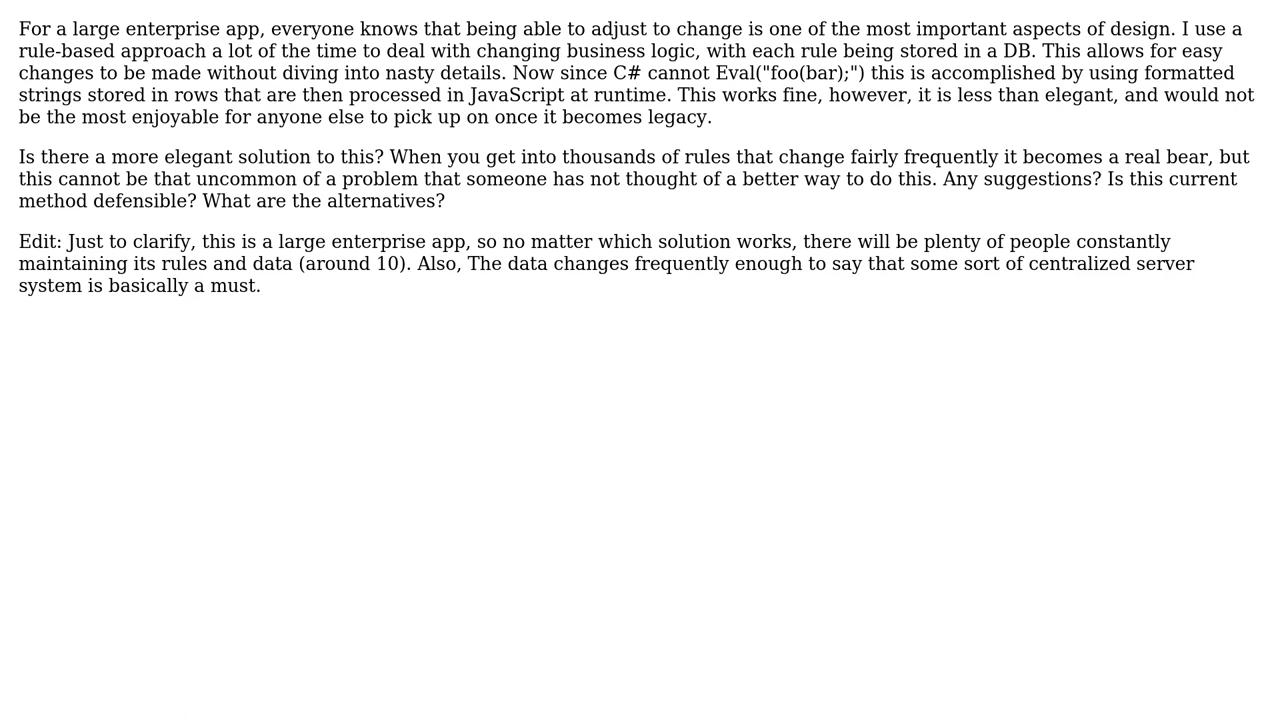 For a large enterprise app, everyone knows that being able to adjust to change is one of the most important aspects of design. I use a
rule-based approach a lot of the time to deal with changing business logic, with each rule being stored in a DB. This allows for easy
changes to be made without diving into nasty details. Now since C# cannot Eval("foo(bar);") this is accomplished by using formatted
strings stored in rows that are then processed in JavaScript at runtime. This works fine, however, it is less than elegant, and would not
be the most enjoyable for anyone else to pick up on once it becomes legacy.
Is there a more elegant solution to this? When you get into thousands of rules that change fairly frequently it becomes a real bear, but
this cannot be that uncommon of a problem that someone has not thought of a better way to do this. Any suggestions? Is this current
method defensible? What are the alternatives?
Edit: Just to clarify, this is a large enterprise app, so no matter which solution works, there will be plenty of people constantly
maintaining its rules and data (around 10). Also, The data changes frequently enough to say that some sort of centralized server
system is basically a must.